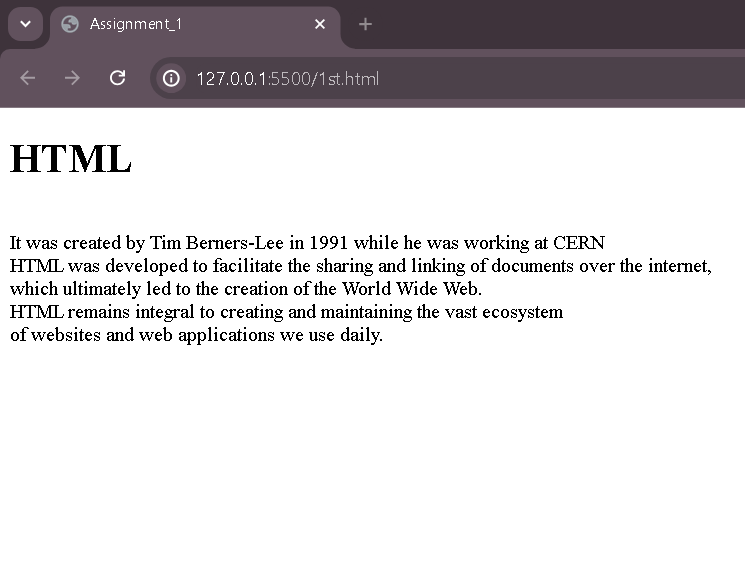 Assignment_1
127.0.0.1:5500/1st.html
HTML
It was created by Tim Berners-Lee in 1991 while he was working at CERN
HTML was developed to facilitate the sharing and linking of documents over the internet,
which ultimately led to the creation of the World Wide Web.
HTML remains integral to creating and maintaining the vast ecosystem
of websites and web applications we use daily.